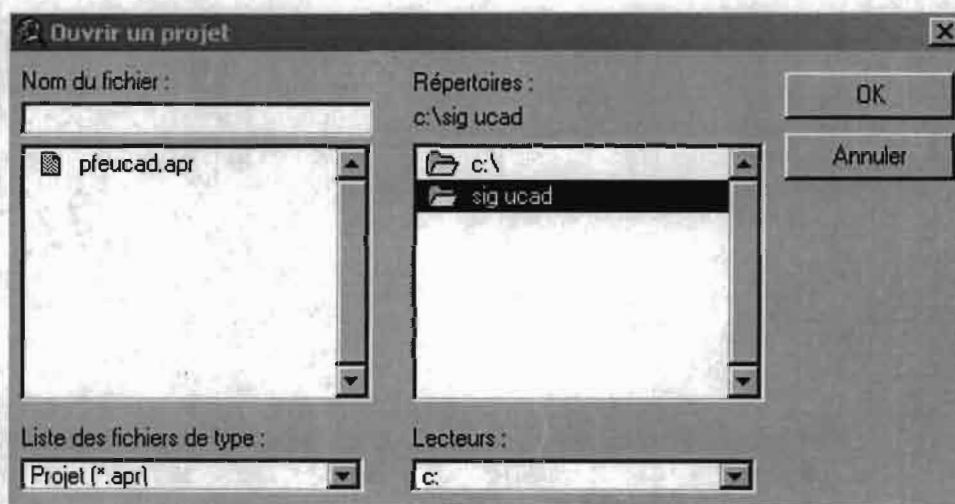 Ouvrir un projet
Nom du fichier :
Répertoires :
c:\sig ucad
OK
Annuler
pfeucad.apr
c:\
sig ucad
Liste des fichiers de type :
Projet (*.apr)
Lecteurs :
c: